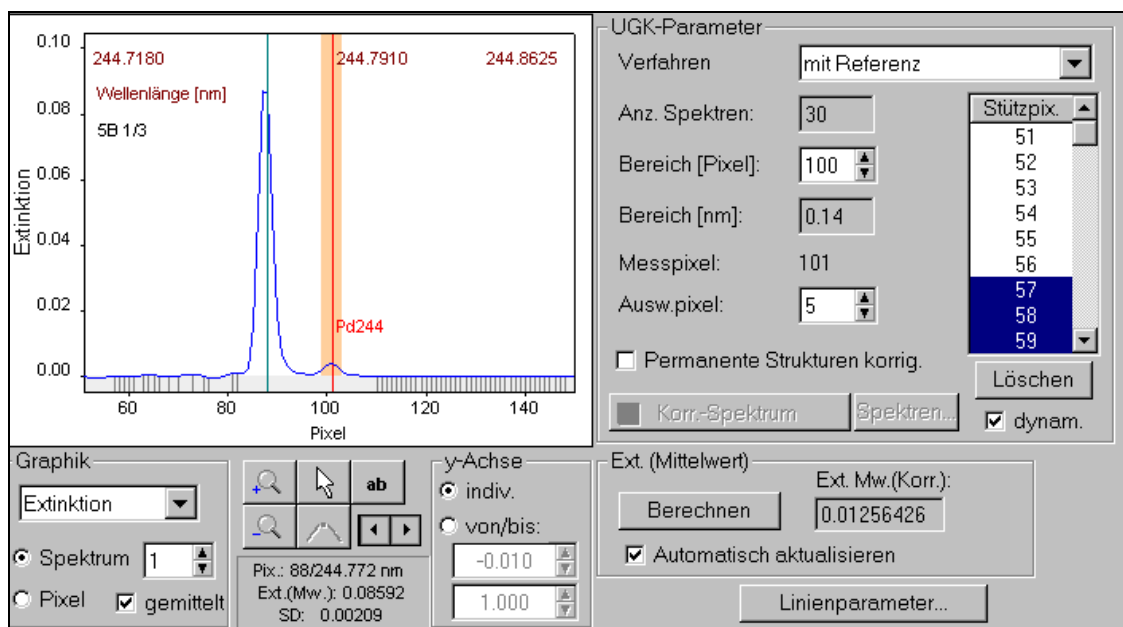 0.10
0.08
0.06
0.04
0.02
0.00
Extinktion
244.7180
244.7910
244.8625
Wellenlänge [nm]
5B 1/3
Pd244
60 80 100 120 140
Pixel
UGK-Parameter
Verfahren mit Referenz
Anz. Spektren: 30
Bereich [Pixel]: 100
Bereich [nm]: 0.14
Messpixel: 101
Ausw.pixel: 5
Permanente Strukturen korrig.
Korr.-Spektrum Spektren...
Stützpix.
51
52
53
54
55
56
57
58
59
Löschen
dynam.
Graphik
Extinktion
Spektrum 1
Pixel gemittelt
ab
Pix.: 88/244.772 nm
Ext.(Mw.): 0.08592
SD: 0.00209
y-Achse
indiv.
von/bis:
-0.010
1.000
Ext. (Mittelwert)
Ext. Mw.(Korr.):
Berechnen 0.01256426
Automatisch aktualisieren
Linienparameter...